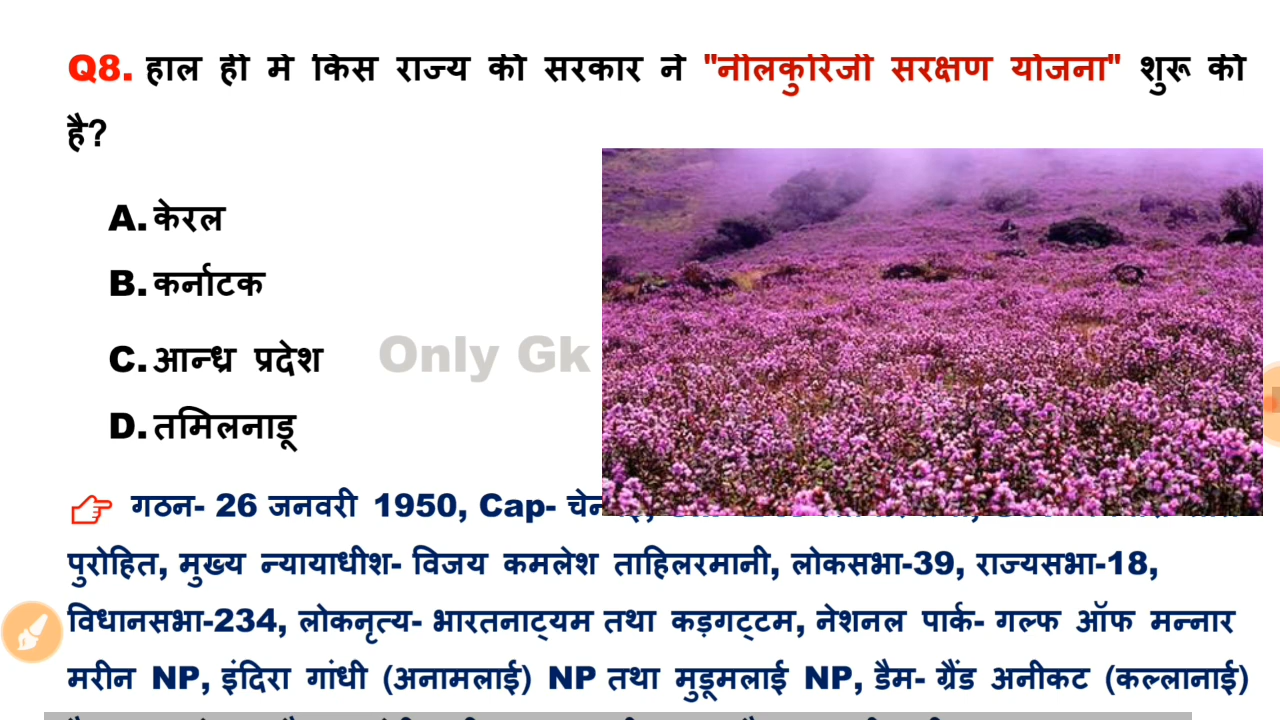 Q8. हाल ही में किस राज्य की सरकार ने "नीलकुरिंजी संरक्षण योजना" शुरू की
है?
A. केरल
B. कर्नाटक
C. आन्ध्र प्रदेश
Only Gk
D. तमिलनाडू
गठन- 26 जनवरी 1950, Cap-
पुरोहित, मुख्य न्यायाधीश- विजय कमलेश ताहिलरमानी, लोकसभा-39, राज्यसभा-18,
विधानसभा-234, लोकनृत्य- भारतनाट्यम तथा कड़गट्टम, नेशनल पार्क- गल्फ ऑफ मन्नार
मरीन NP, इंदिरा गांधी (अनामलाई) NP तथा मुडूमलाई NP, डैम- ग्रैंड अनीकट (कल्लानाई)